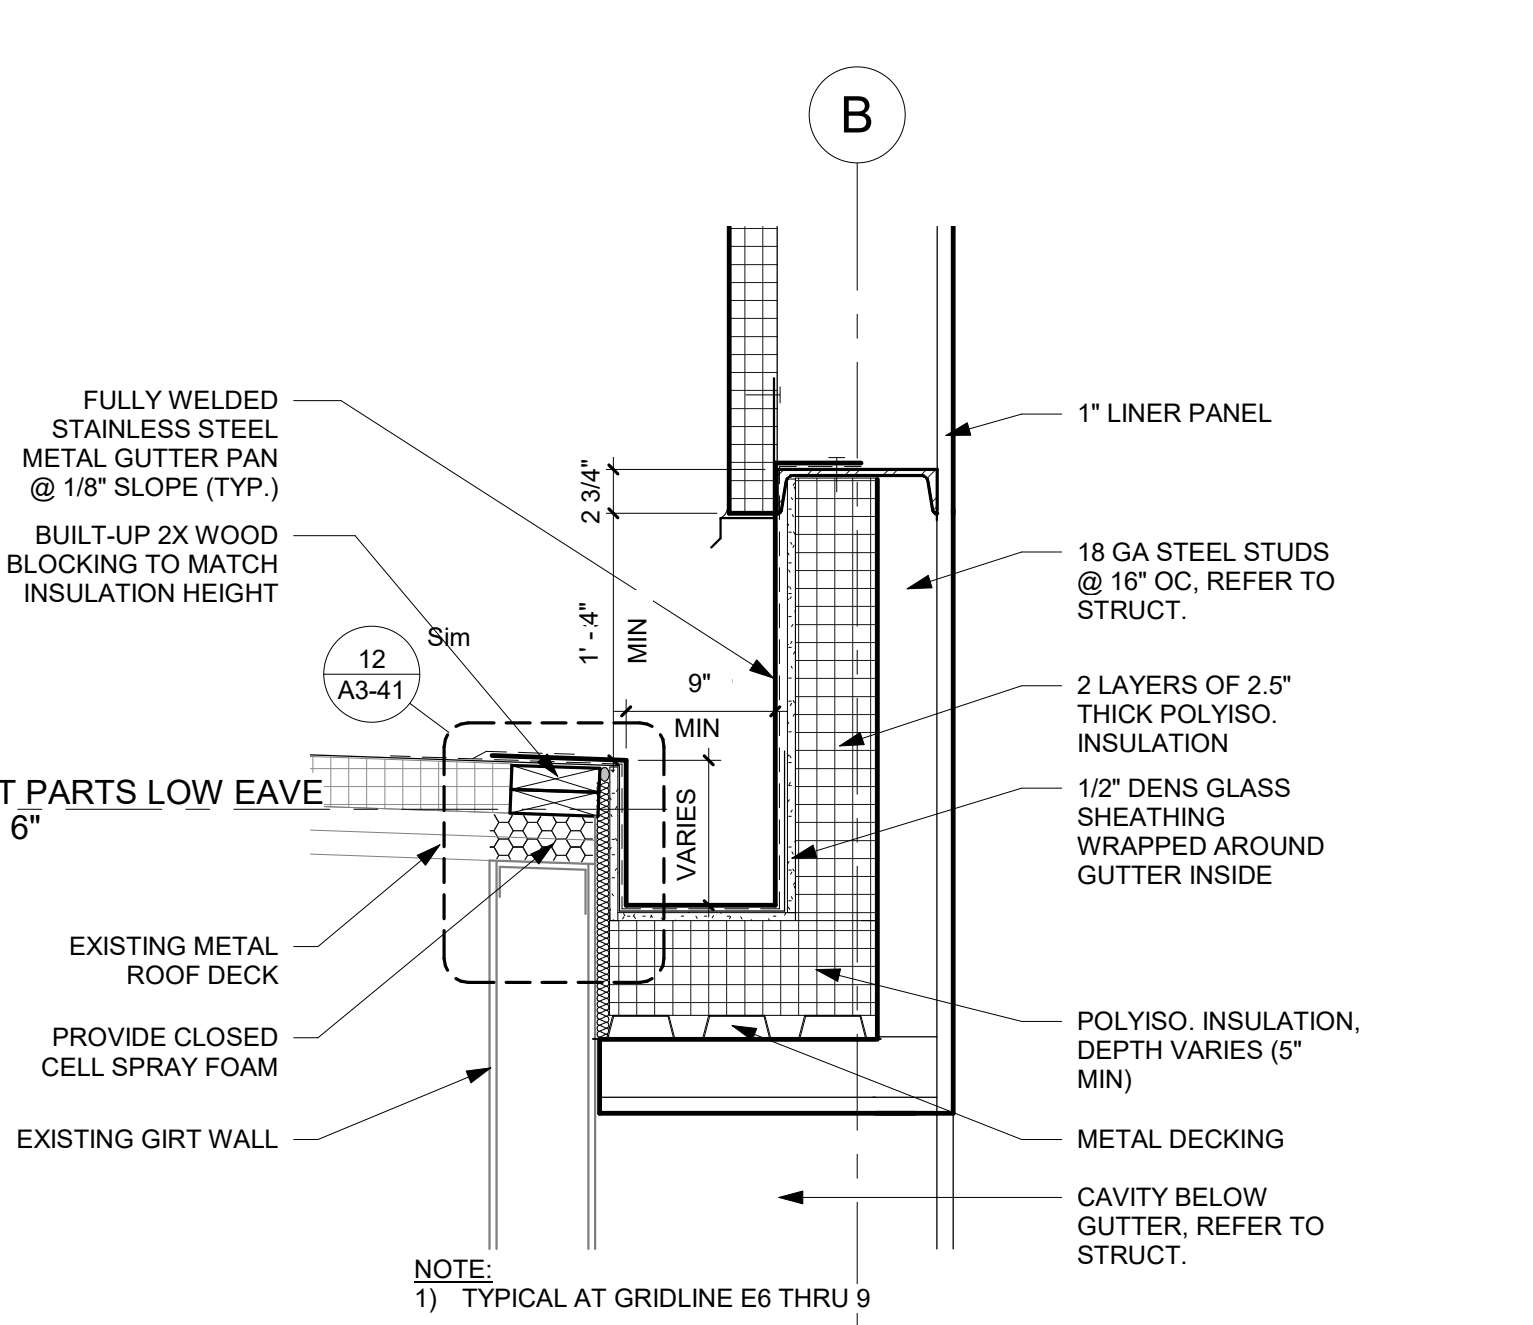 B
FULLY WELDED
STAINLESS STEEL
METAL GUTTER PAN
@ 1/8" SLOPE (TYP.)
BUILT-UP 2X WOOD
BLOCKING TO MATCH
INSULATION HEIGHT
12
A3-41
Sim
T PARTS LOW EAVE
6"
EXISTING METAL
ROOF DECK
PROVIDE CLOSED
CELL SPRAY FOAM
EXISTING GIRT WALL
2 3/4"
1' - 4"
MIN
9"
MIN
VARIES
1" LINER PANEL
18 GA STEEL STUDS
@ 16" OC, REFER TO
STRUCT.
2 LAYERS OF 2.5"
THICK POLYISO.
INSULATION
1/2" DENS GLASS
SHEATHING
WRAPPED AROUND
GUTTER INSIDE
POLYISO. INSULATION,
DEPTH VARIES (5"
MIN)
METAL DECKING
CAVITY BELOW
GUTTER, REFER TO
STRUCT.
NOTE:
1) TYPICAL AT GRIDLINE E6 THRU 9